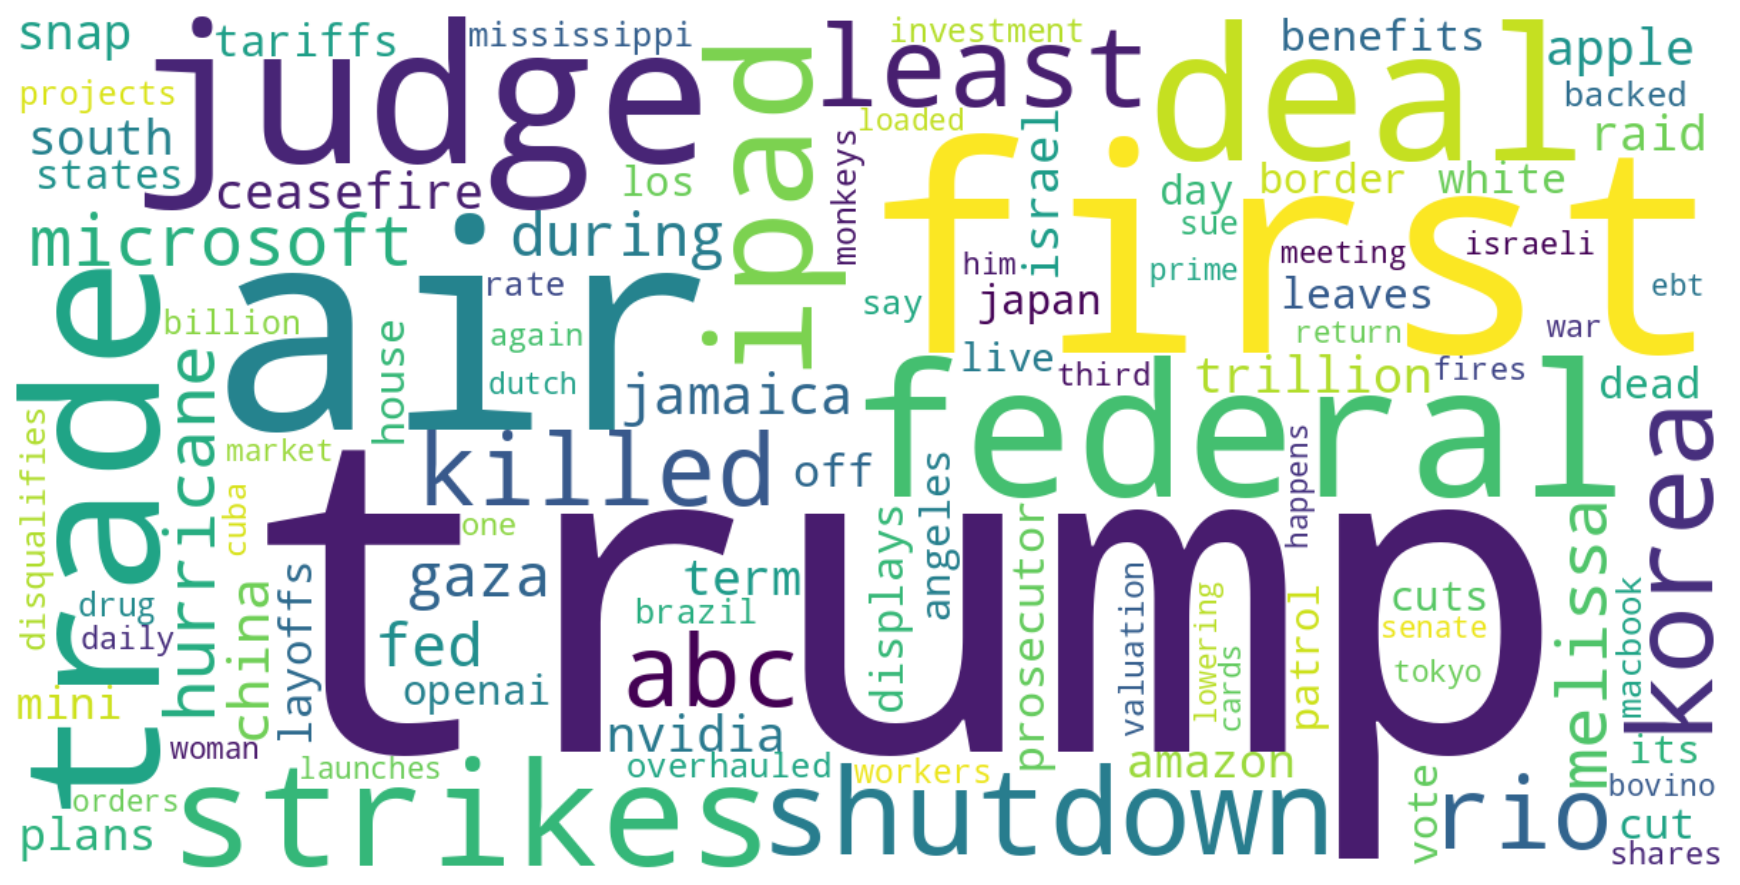 snap
tariffs
mississippi
investment
benefits
judge
least
deal
apple
projects
backed
loaded
south
raid
states
ceasefire
los
ipad
monkeys
first
israel
day
border
white
sue
microsoft
during
air
him
meeting
israeli
prime
rate
say
japan
leaves
ebt
billion
again
return
war
house
live
third
trillion
fires
dutch
jamaica
federal
dead
trade
hurricane
disqualifies
market
killed
off
angeles
happens
korea
cuba
one
trump
displays
prosecutor
melissa
china
layoffs
gaza
term
valuation
lowering
cards
patrol
cuts
senate
tokyo
macbook
drug
daily
brazil
fed
abc
openai
mini
nvidia
woman
launches
overhauled
workers
amazon
its
orders
strikes
shutdown
vote
rio
bovino
plans
cut
shares